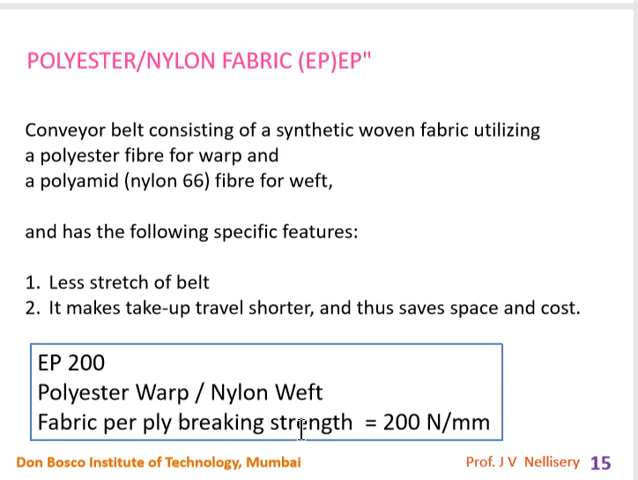 POLYESTER/NYLON FABRIC (EP)EP"
Conveyor belt consisting of a synthetic woven fabric utilizing
a polyester fibre for warp and
a polyamid (nylon 66) fibre for weft,
and has the following specific features:
1. Less stretch of belt
2. It makes take-up travel shorter, and thus saves space and cost.
EP 200
Polyester Warp / Nylon Weft
Fabric per ply breaking strength = 200 N/mm
Don Bosco Institute of Technology, Mumbai
Prof. J V Nellisery 15